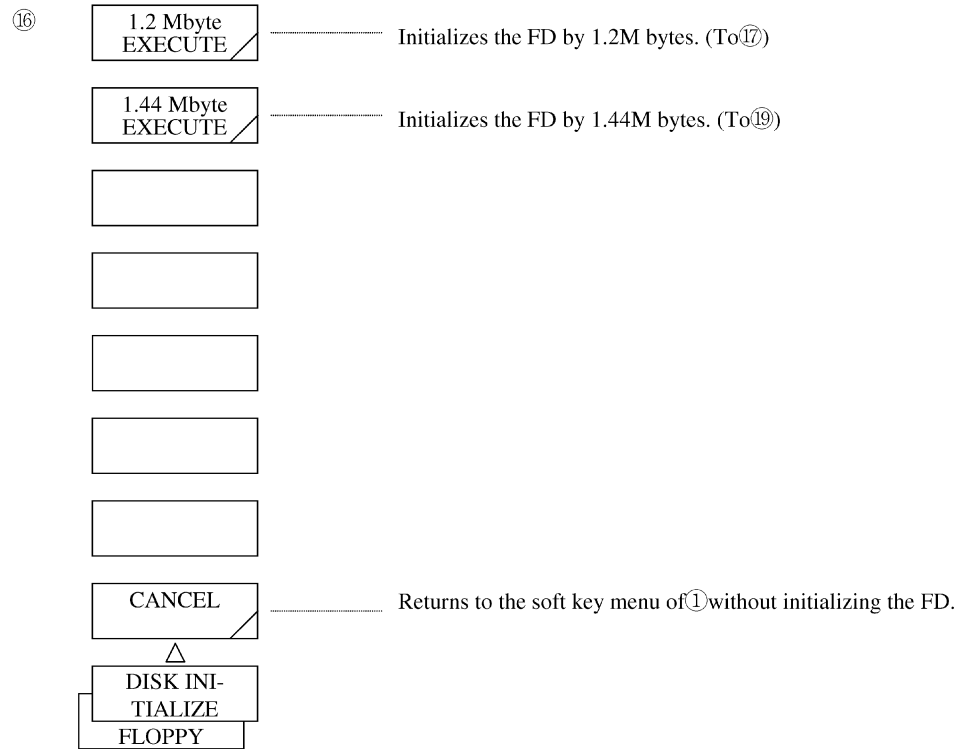 ⑯
1.2 Mbyte
EXECUTE
Initializes the FD by 1.2M bytes. (To⑰)
1.44 Mbyte
EXECUTE
Initializes the FD by 1.44M bytes. (To⑲)
CANCEL
Returns to the soft key menu of①without initializing the FD.
DISK INI-
TIALIZE
FLOPPY